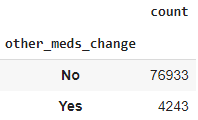 count
other_meds_change
No 76933
Yes 4243